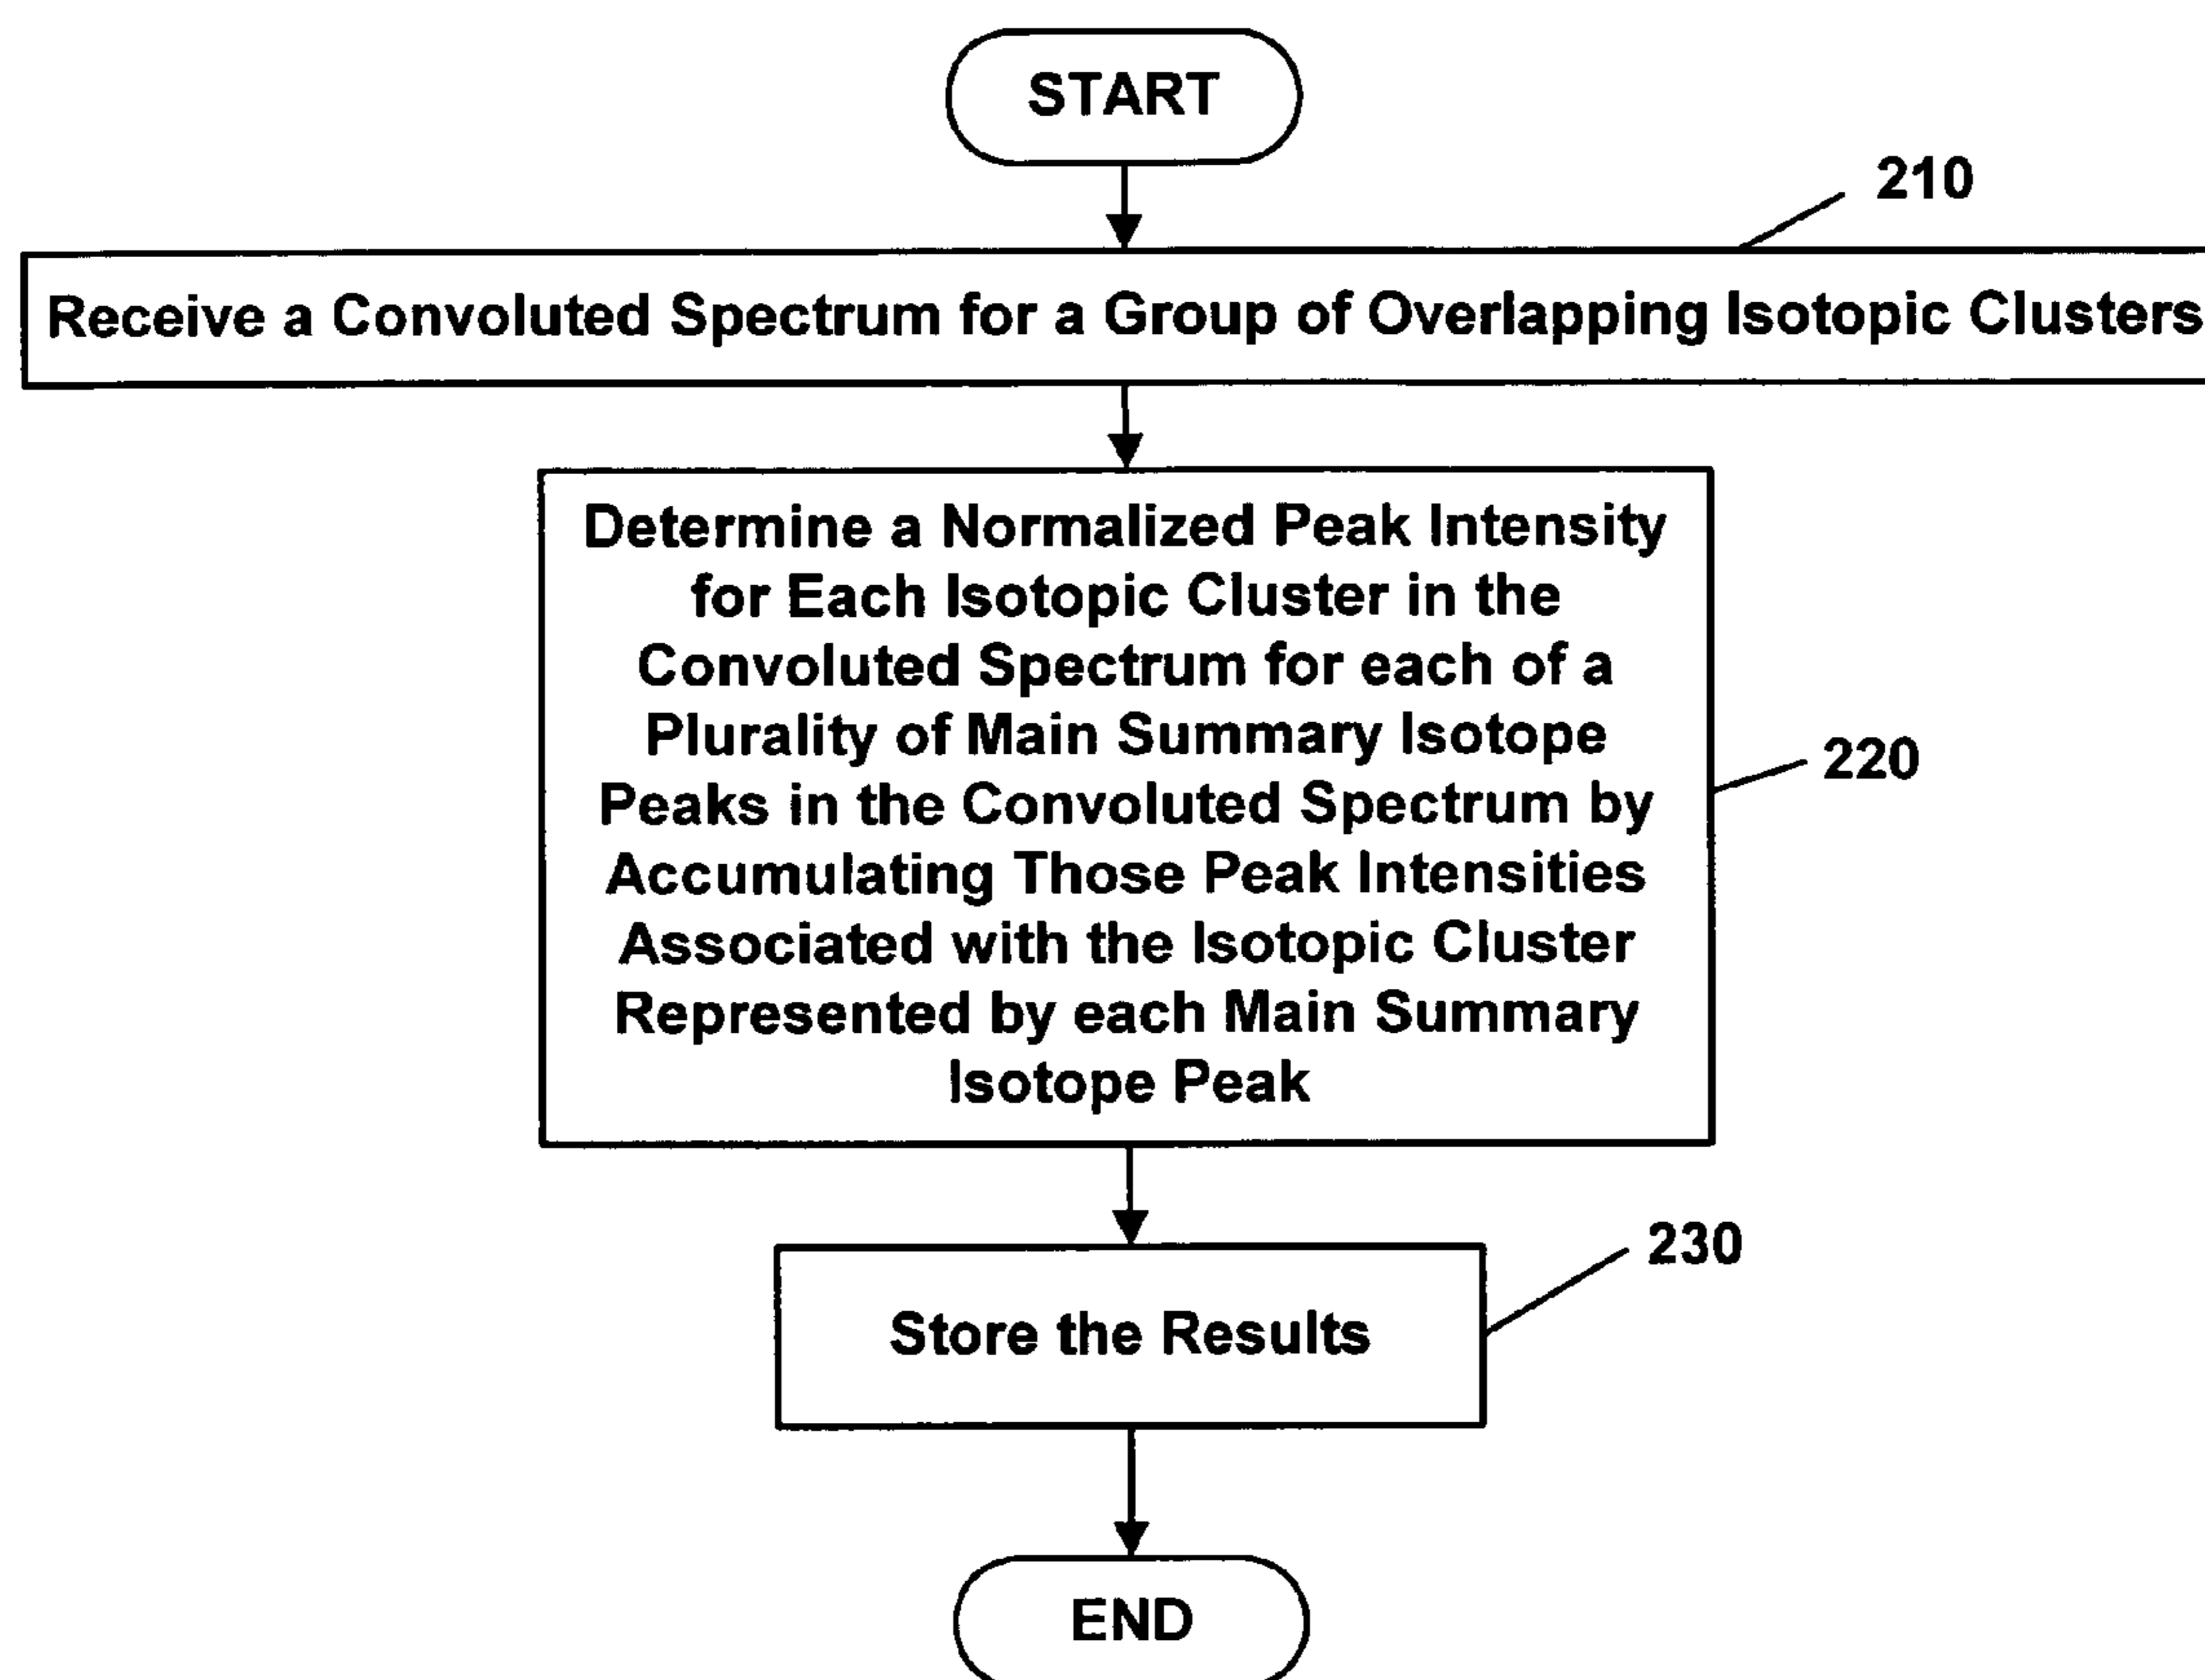 START
210
Receive a Convoluted Spectrum for a Group of Overlapping Isotopic Clusters
Determine a Normalized Peak Intensity
for Each Isotopic Cluster in the
Convoluted Spectrum for each of a
Plurality of Main Summary Isotope
Peaks in the Convoluted Spectrum by
Accumulating Those Peak Intensities
Associated with the Isotopic Cluster
Represented by each Main Summary
Isotope Peak
220
230
Store the Results
END